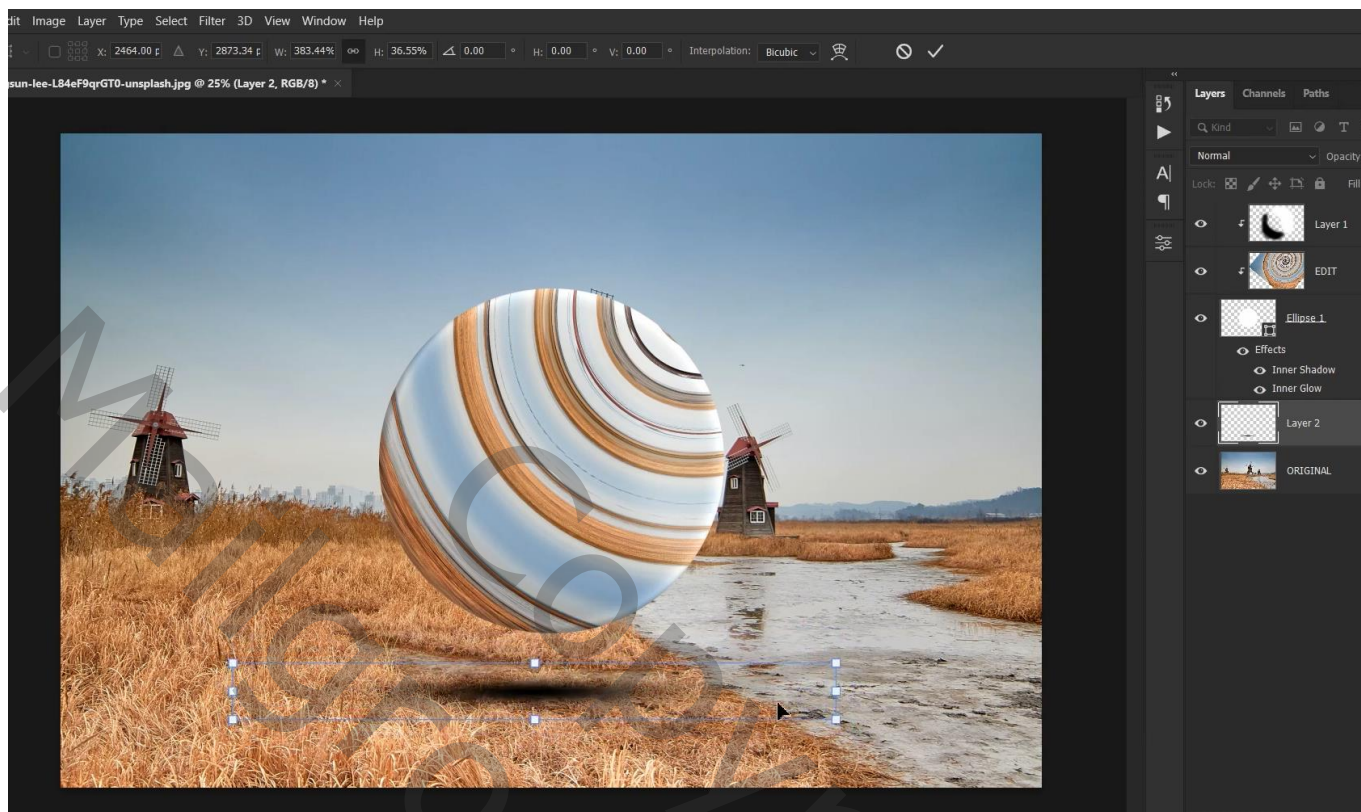 dit Image Layer Type Select Filter 3D View Window Help
X: 2464.00 p Y: 2873.34 p W: 383.44% H: 36.55% 0.00 ° H: 0.00 ° V: 0.00 ° Interpolation: Bicubic
gsun-lee-L84eF9qrGT0-unsplash.jpg @ 25% (Layer 2, RGB/8) * ×
Layers Channels Paths
Kind T
Normal Opacity
Lock: Fill
Layer 1
EDIT
Ellipse 1
Effects
Inner Shadow
Inner Glow
Layer 2
ORIGINAL